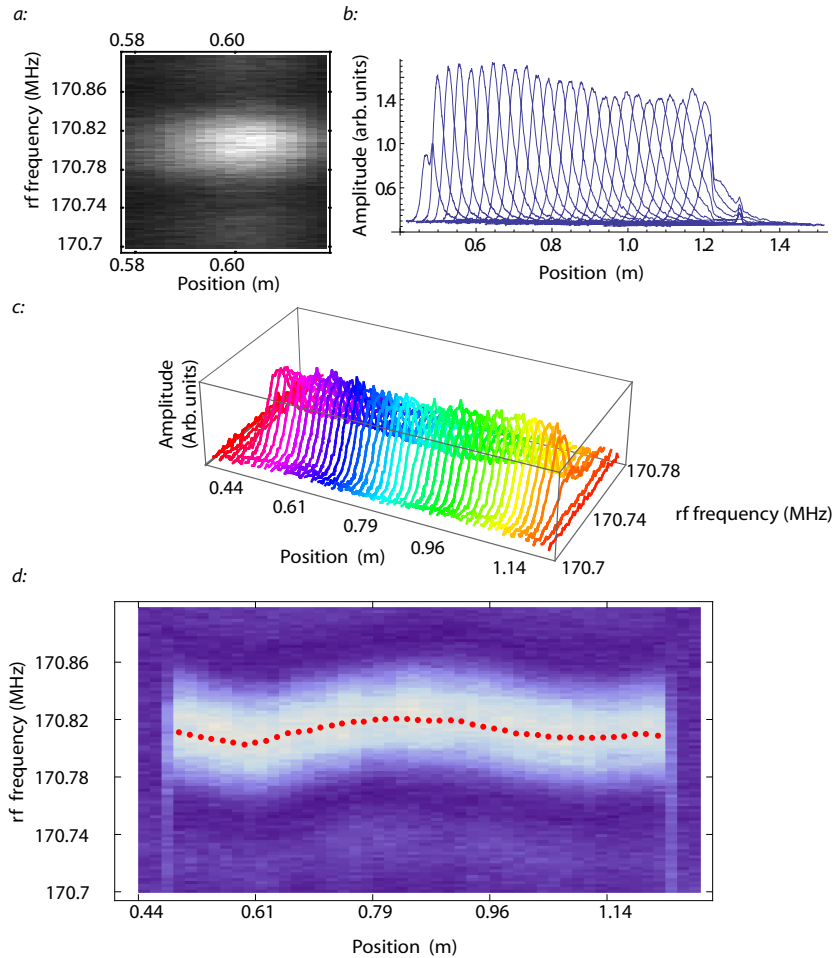 a:
0.58 0.60
170.86
170.82
170.78
170.74
170.7
rf frequency (MHz)
0.58 0.60
Position (m)
b:
1.4
1.0
0.6
Amplitude (arb.units)
0.6 0.8 1.0 1.2 1.4
Position (m)
c:
Amplitude
(Arb. units)
0.44
0.61
0.79
0.96
1.14
Position (m)
170.78
170.74
170.7
rf frequency (MHz)
d:
170.86
170.82
170.78
170.74
170.7
rf frequency (MHz)
0.44 0.61 0.79 0.96 1.14
Position (m)